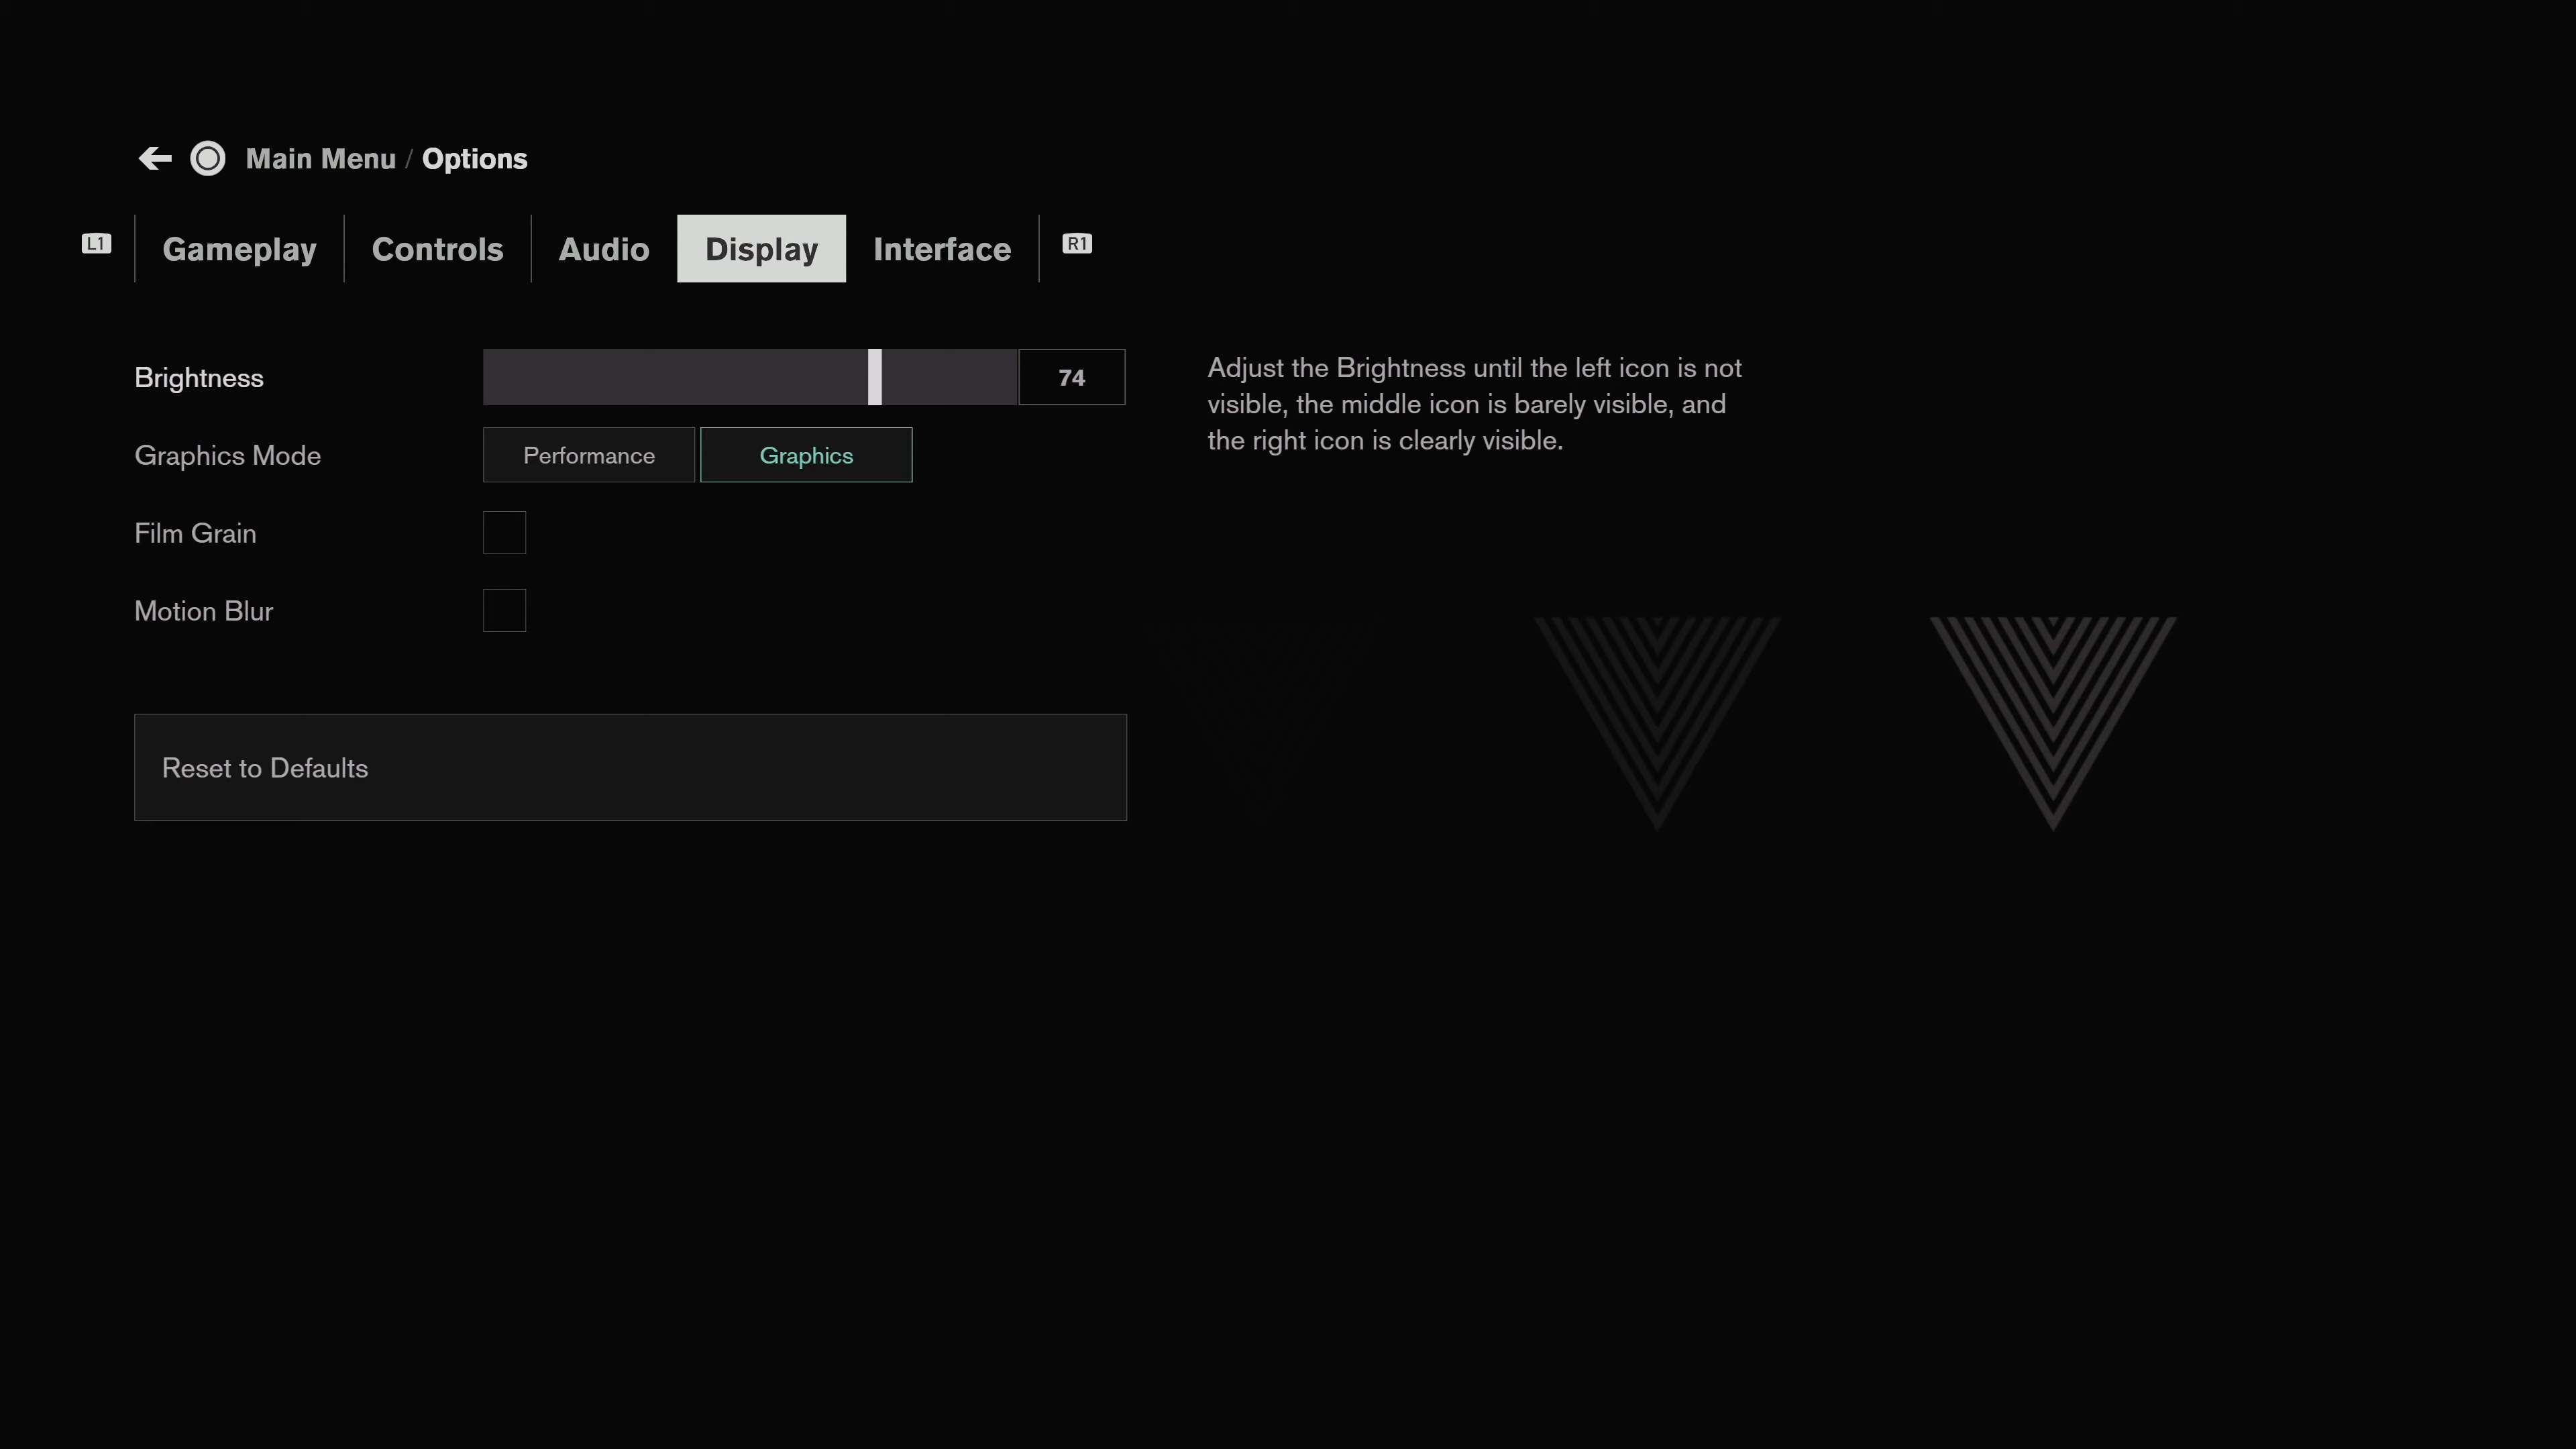 Main Menu / Options
L1 Gameplay Controls Audio Display Interface R1
Brightness 74
Graphics Mode Performance Graphics
Film Grain
Motion Blur
Reset to Defaults
Adjust the Brightness until the left icon is not
visible, the middle icon is barely visible, and
the right icon is clearly visible.